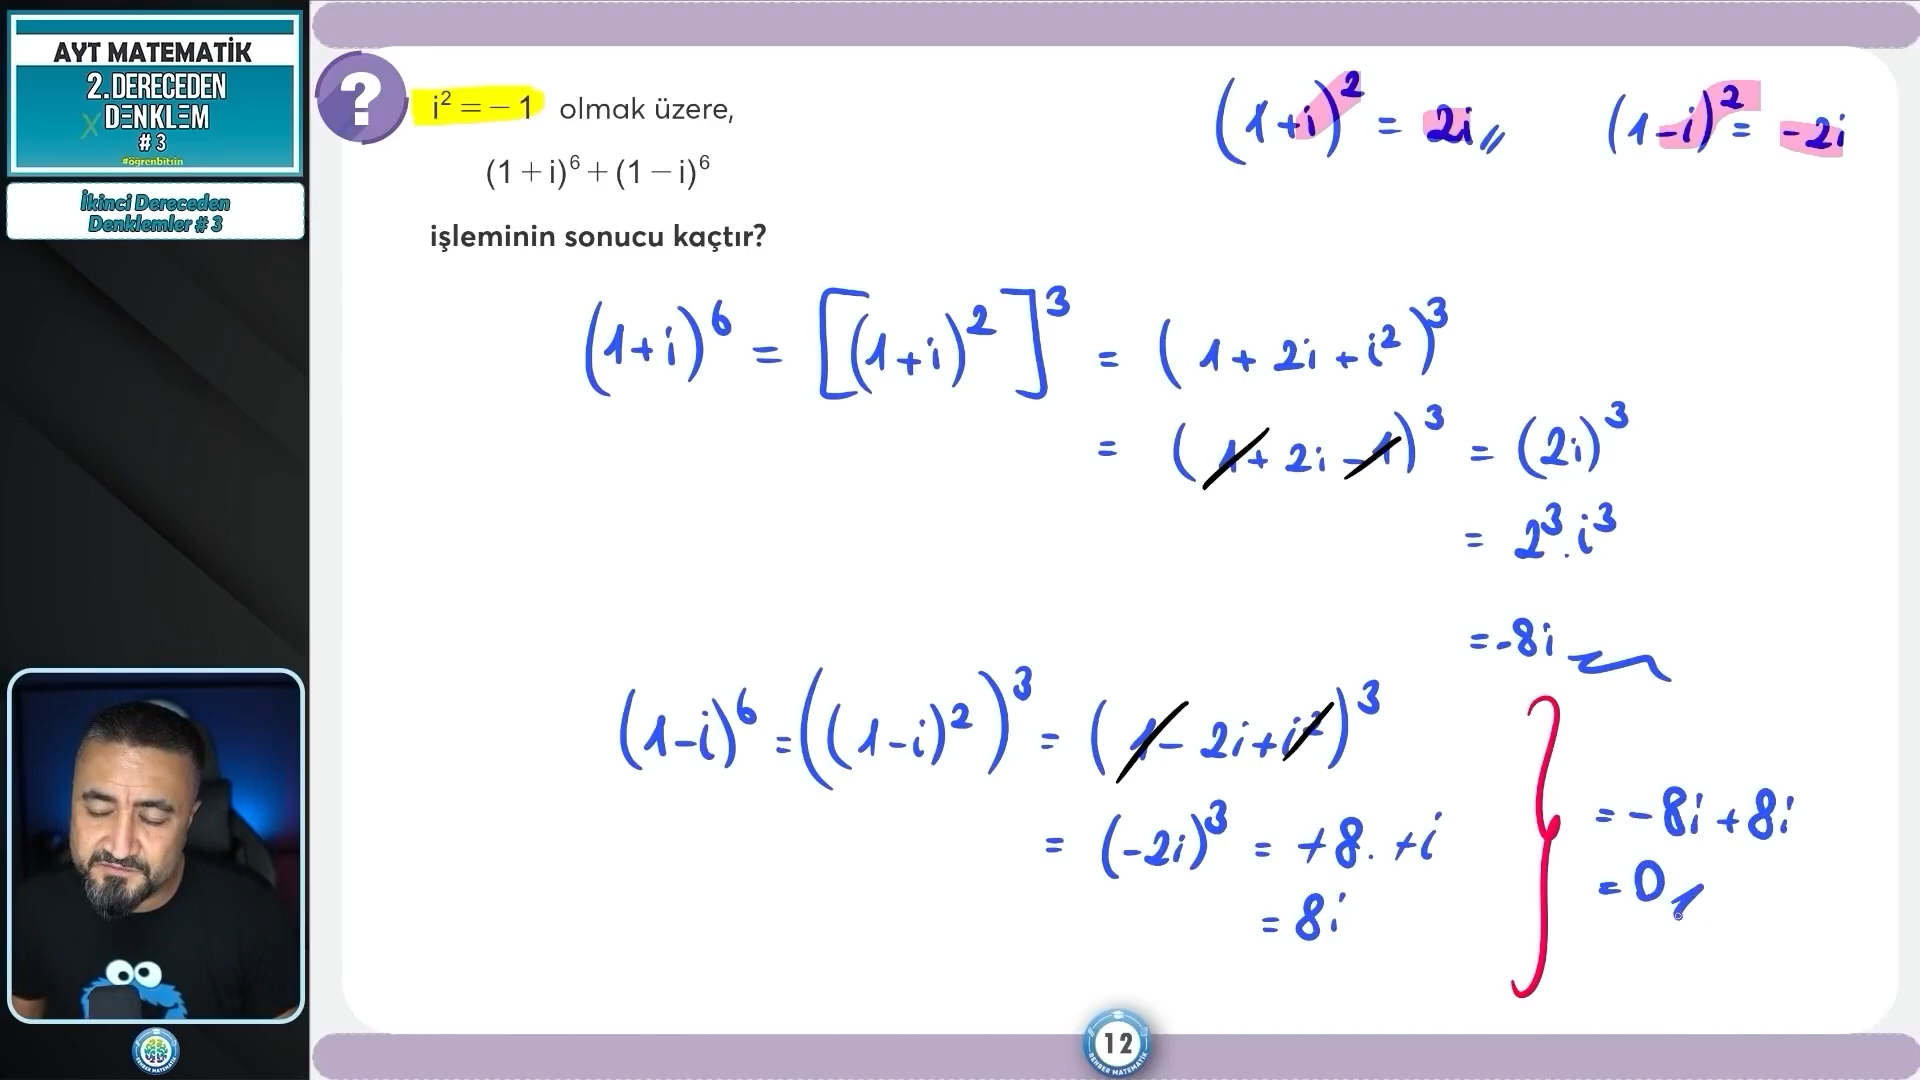 AYT MATEMATİK
2.DERECEDEN
DENKLEM
# 3
#öğrenbitsin
İkinci Dereceden
Denklemler # 3
?
i² = – 1 olmak üzere,
(1 + i)⁶ + (1 – i)⁶
işleminin sonucu kaçtır?
(1+i)² = 2i //
(1-i)² = -2i
(1+i)⁶ = [(1+i)²]³ = (1 + 2i + i²)³
= (1 + 2i - 1)³ = (2i)³
= 2³ . i³
= -8i
(1-i)⁶ = ((1-i)²)³ = (1 - 2i + i²)³
= (-2i)³ = +8. +i
= 8i
= -8i + 8i
= 0
12
REHBER MATEMATİK